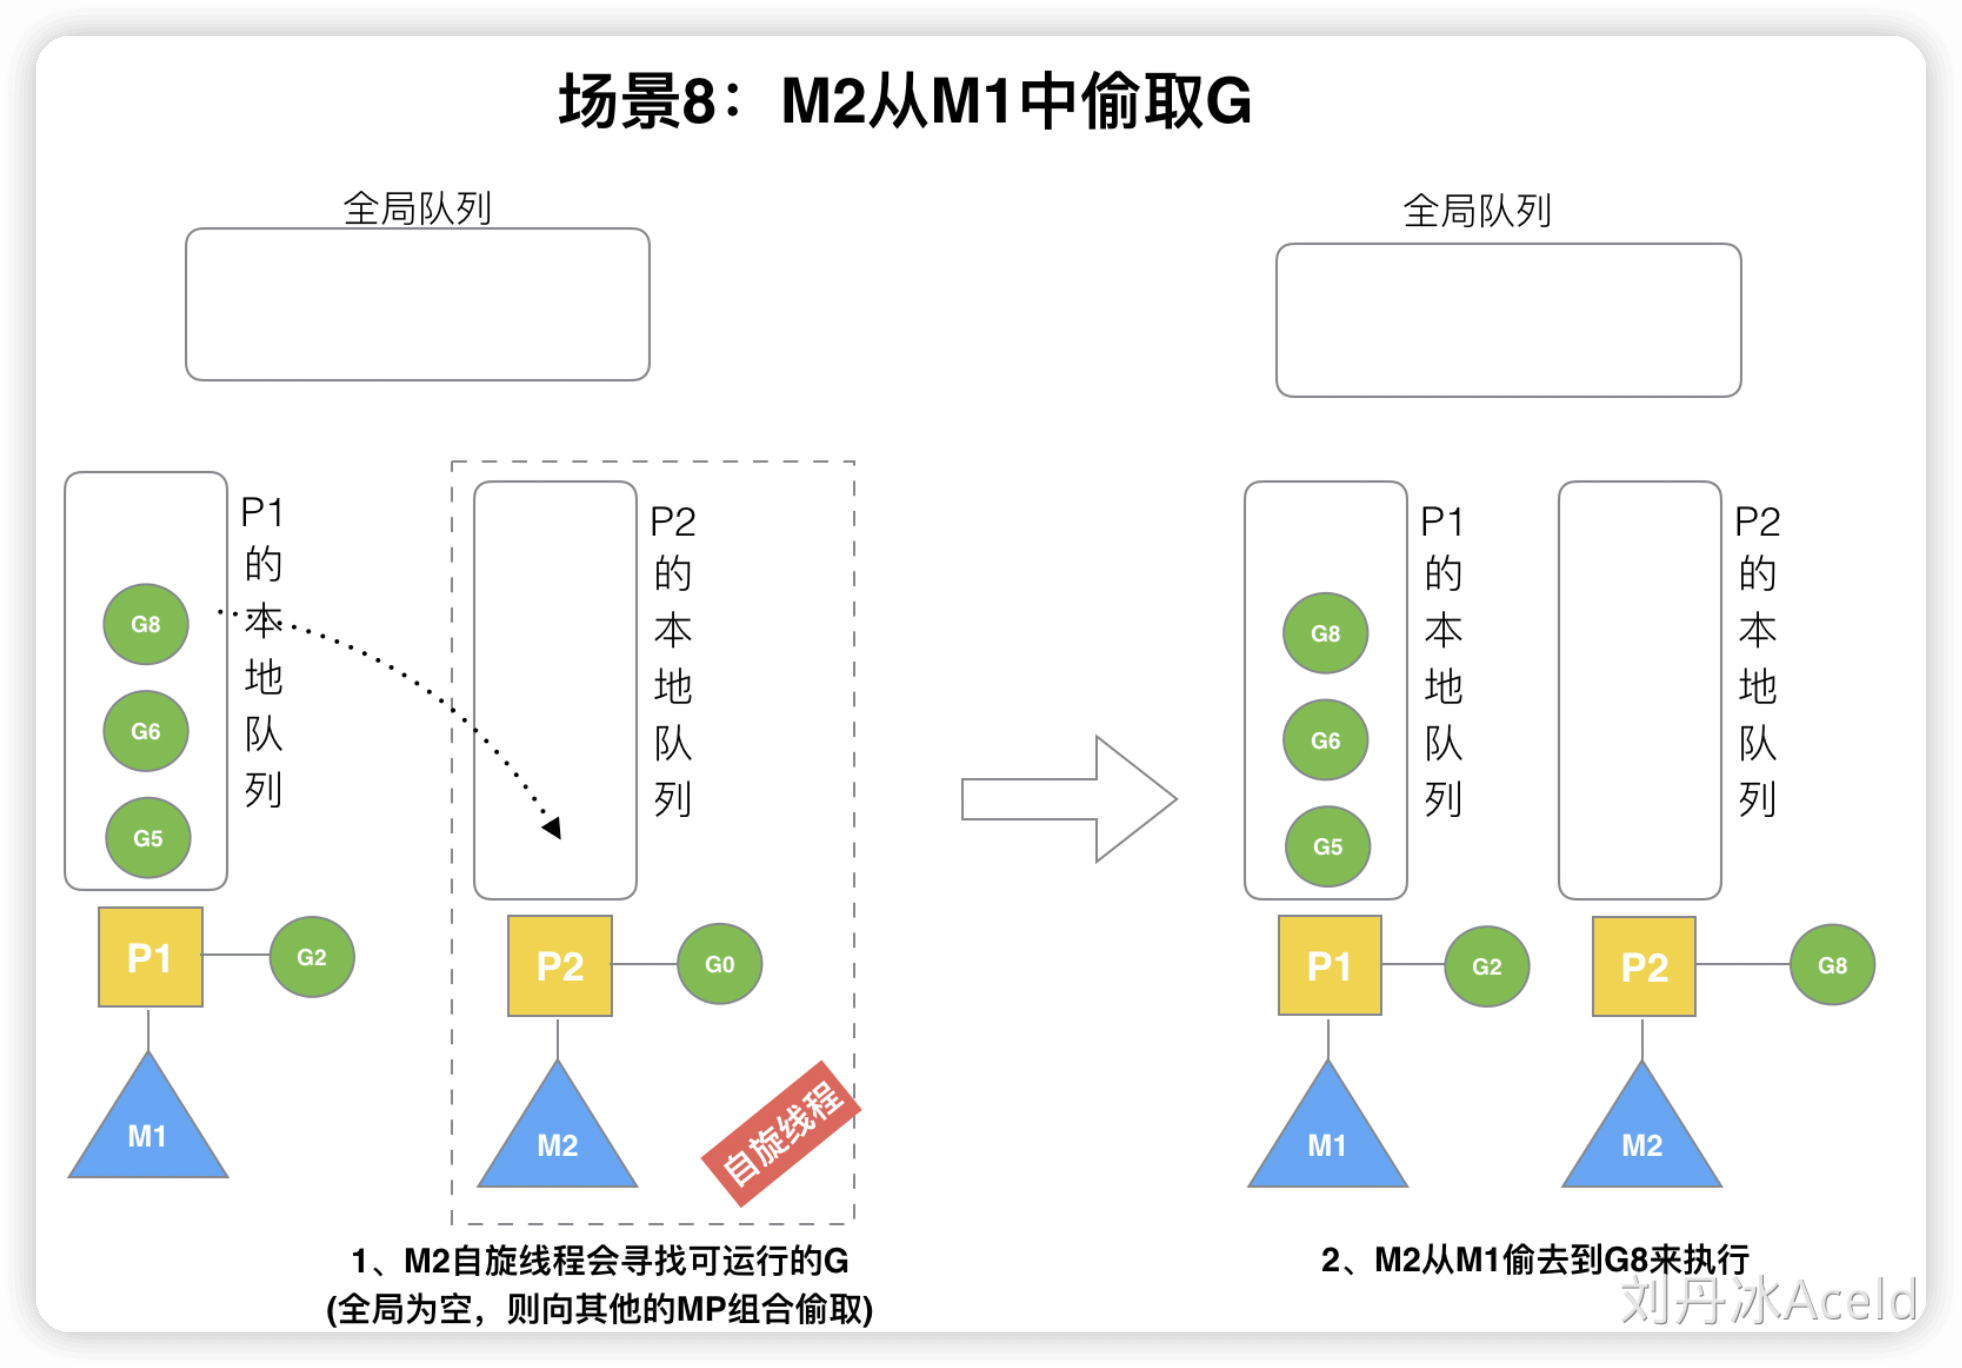 场景8：M2从M1中偷取G
全局队列
全局队列
P1的本地队列
G8
G6
G5
P1
G2
M1
P2的本地队列
P2
G0
M2
自旋线程
P1的本地队列
G8
G6
G5
P1
G2
M1
P2的本地队列
P2
G8
M2
1、M2自旋线程会寻找可运行的G
(全局为空，则向其他的MP组合偷取)
2、M2从M1偷去到G8来执行
刘丹冰Aceld